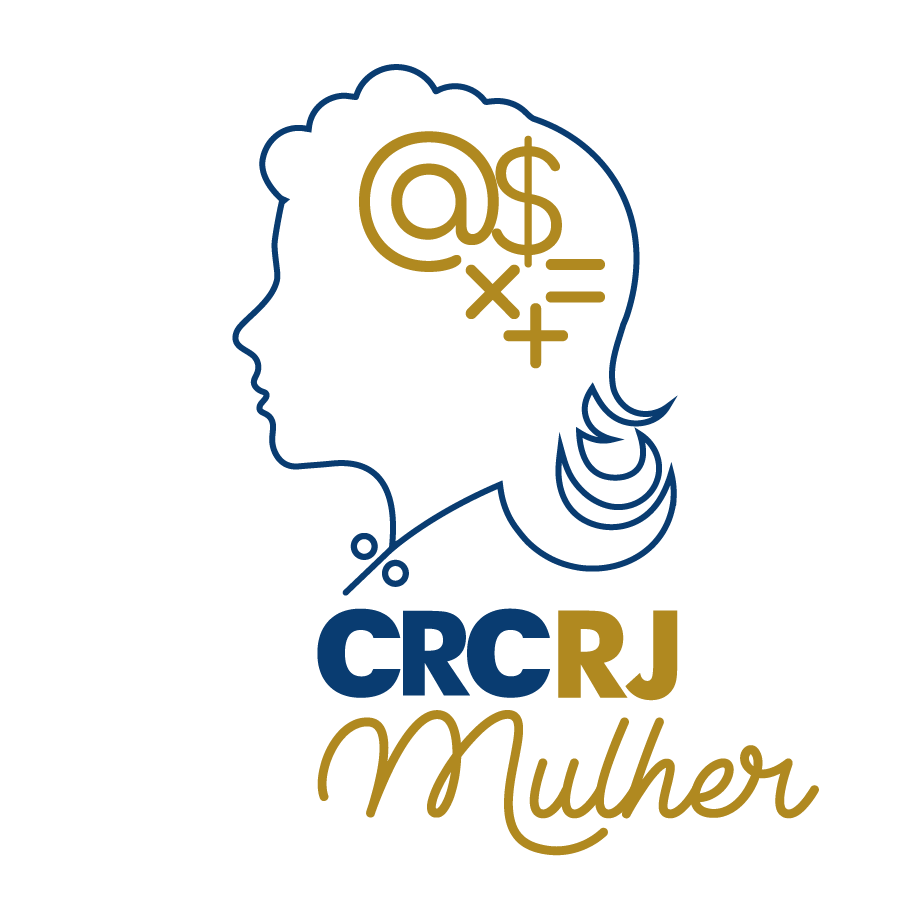 @$
×=
+
CRCRJ
Mulher